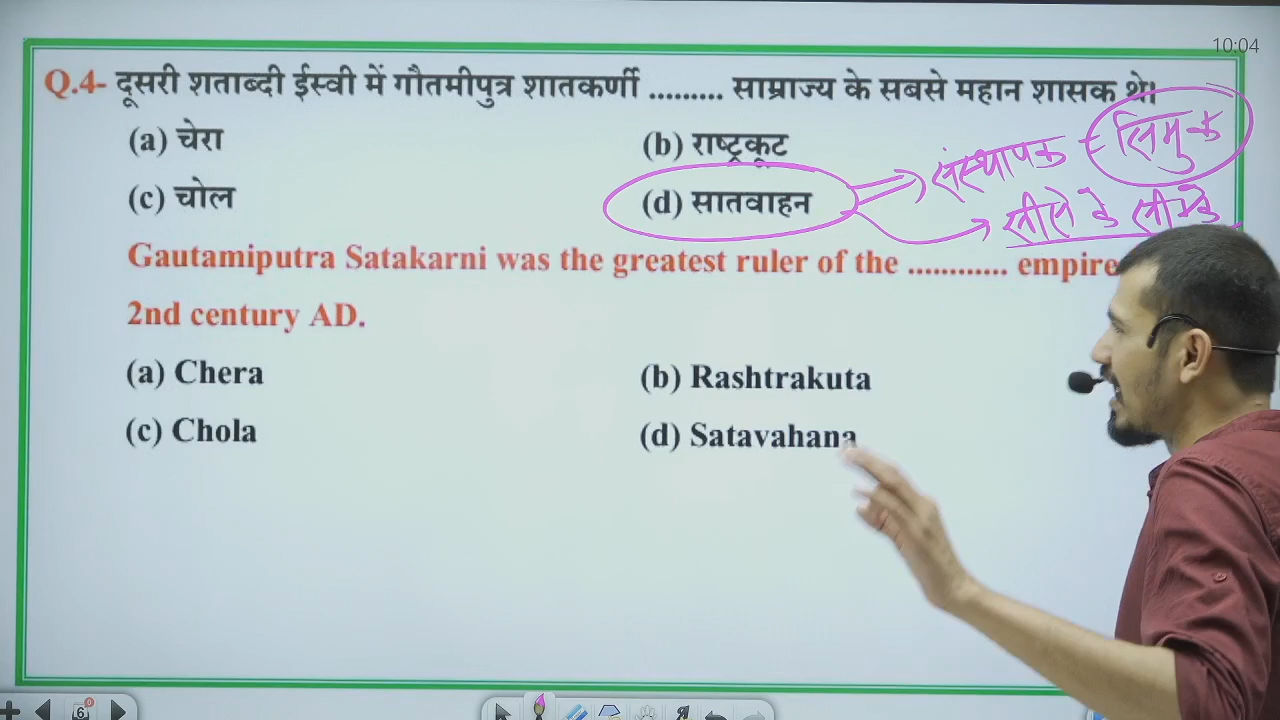 10:04
Q.4- दूसरी शताब्दी ईस्वी में गौतमीपुत्र शातकर्णी ......... साम्राज्य के सबसे महान शासक थे।
(a) चेरा (b) राष्ट्रकूट
संस्थापक - सिमुक
(c) चोल (d) सातवाहन
सीसे के सिक्के
Gautamiputra Satakarni was the greatest ruler of the ............ empire
2nd century AD.
(a) Chera (b) Rashtrakuta
(c) Chola (d) Satavahana
6